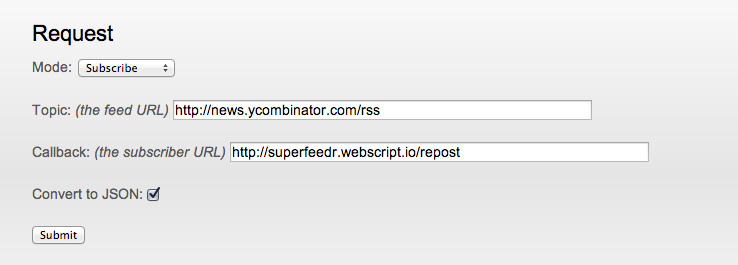 Request
Mode: Subscribe
Topic: (the feed URL) http://news.ycombinator.com/rss
Callback: (the subscriber URL) http://superfeedr.webscript.io/repost
Convert to JSON:
Submit